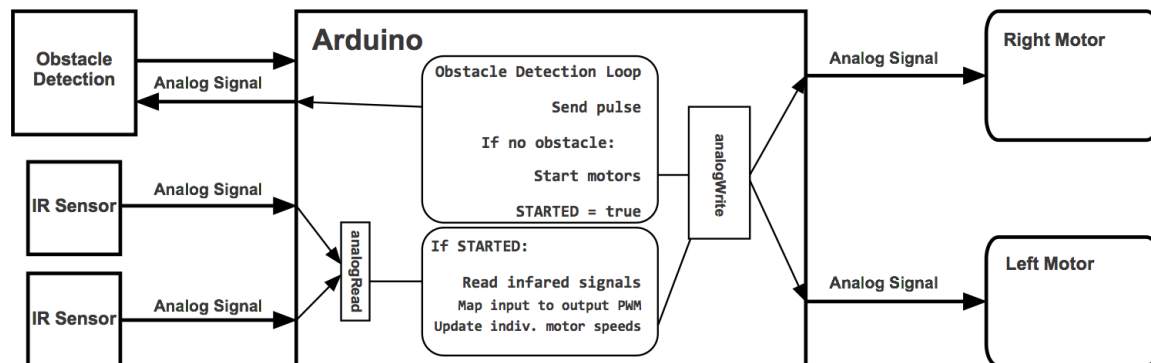 Obstacle
Detection
Analog Signal
IR Sensor
Analog Signal
IR Sensor
Analog Signal
Arduino
Obstacle Detection Loop
Send pulse
If no obstacle:
Start motors
STARTED = true
analogRead
If STARTED:
Read infared signals
Map input to output PWM
Update indiv. motor speeds
analogWrite
Analog Signal
Right Motor
Analog Signal
Left Motor